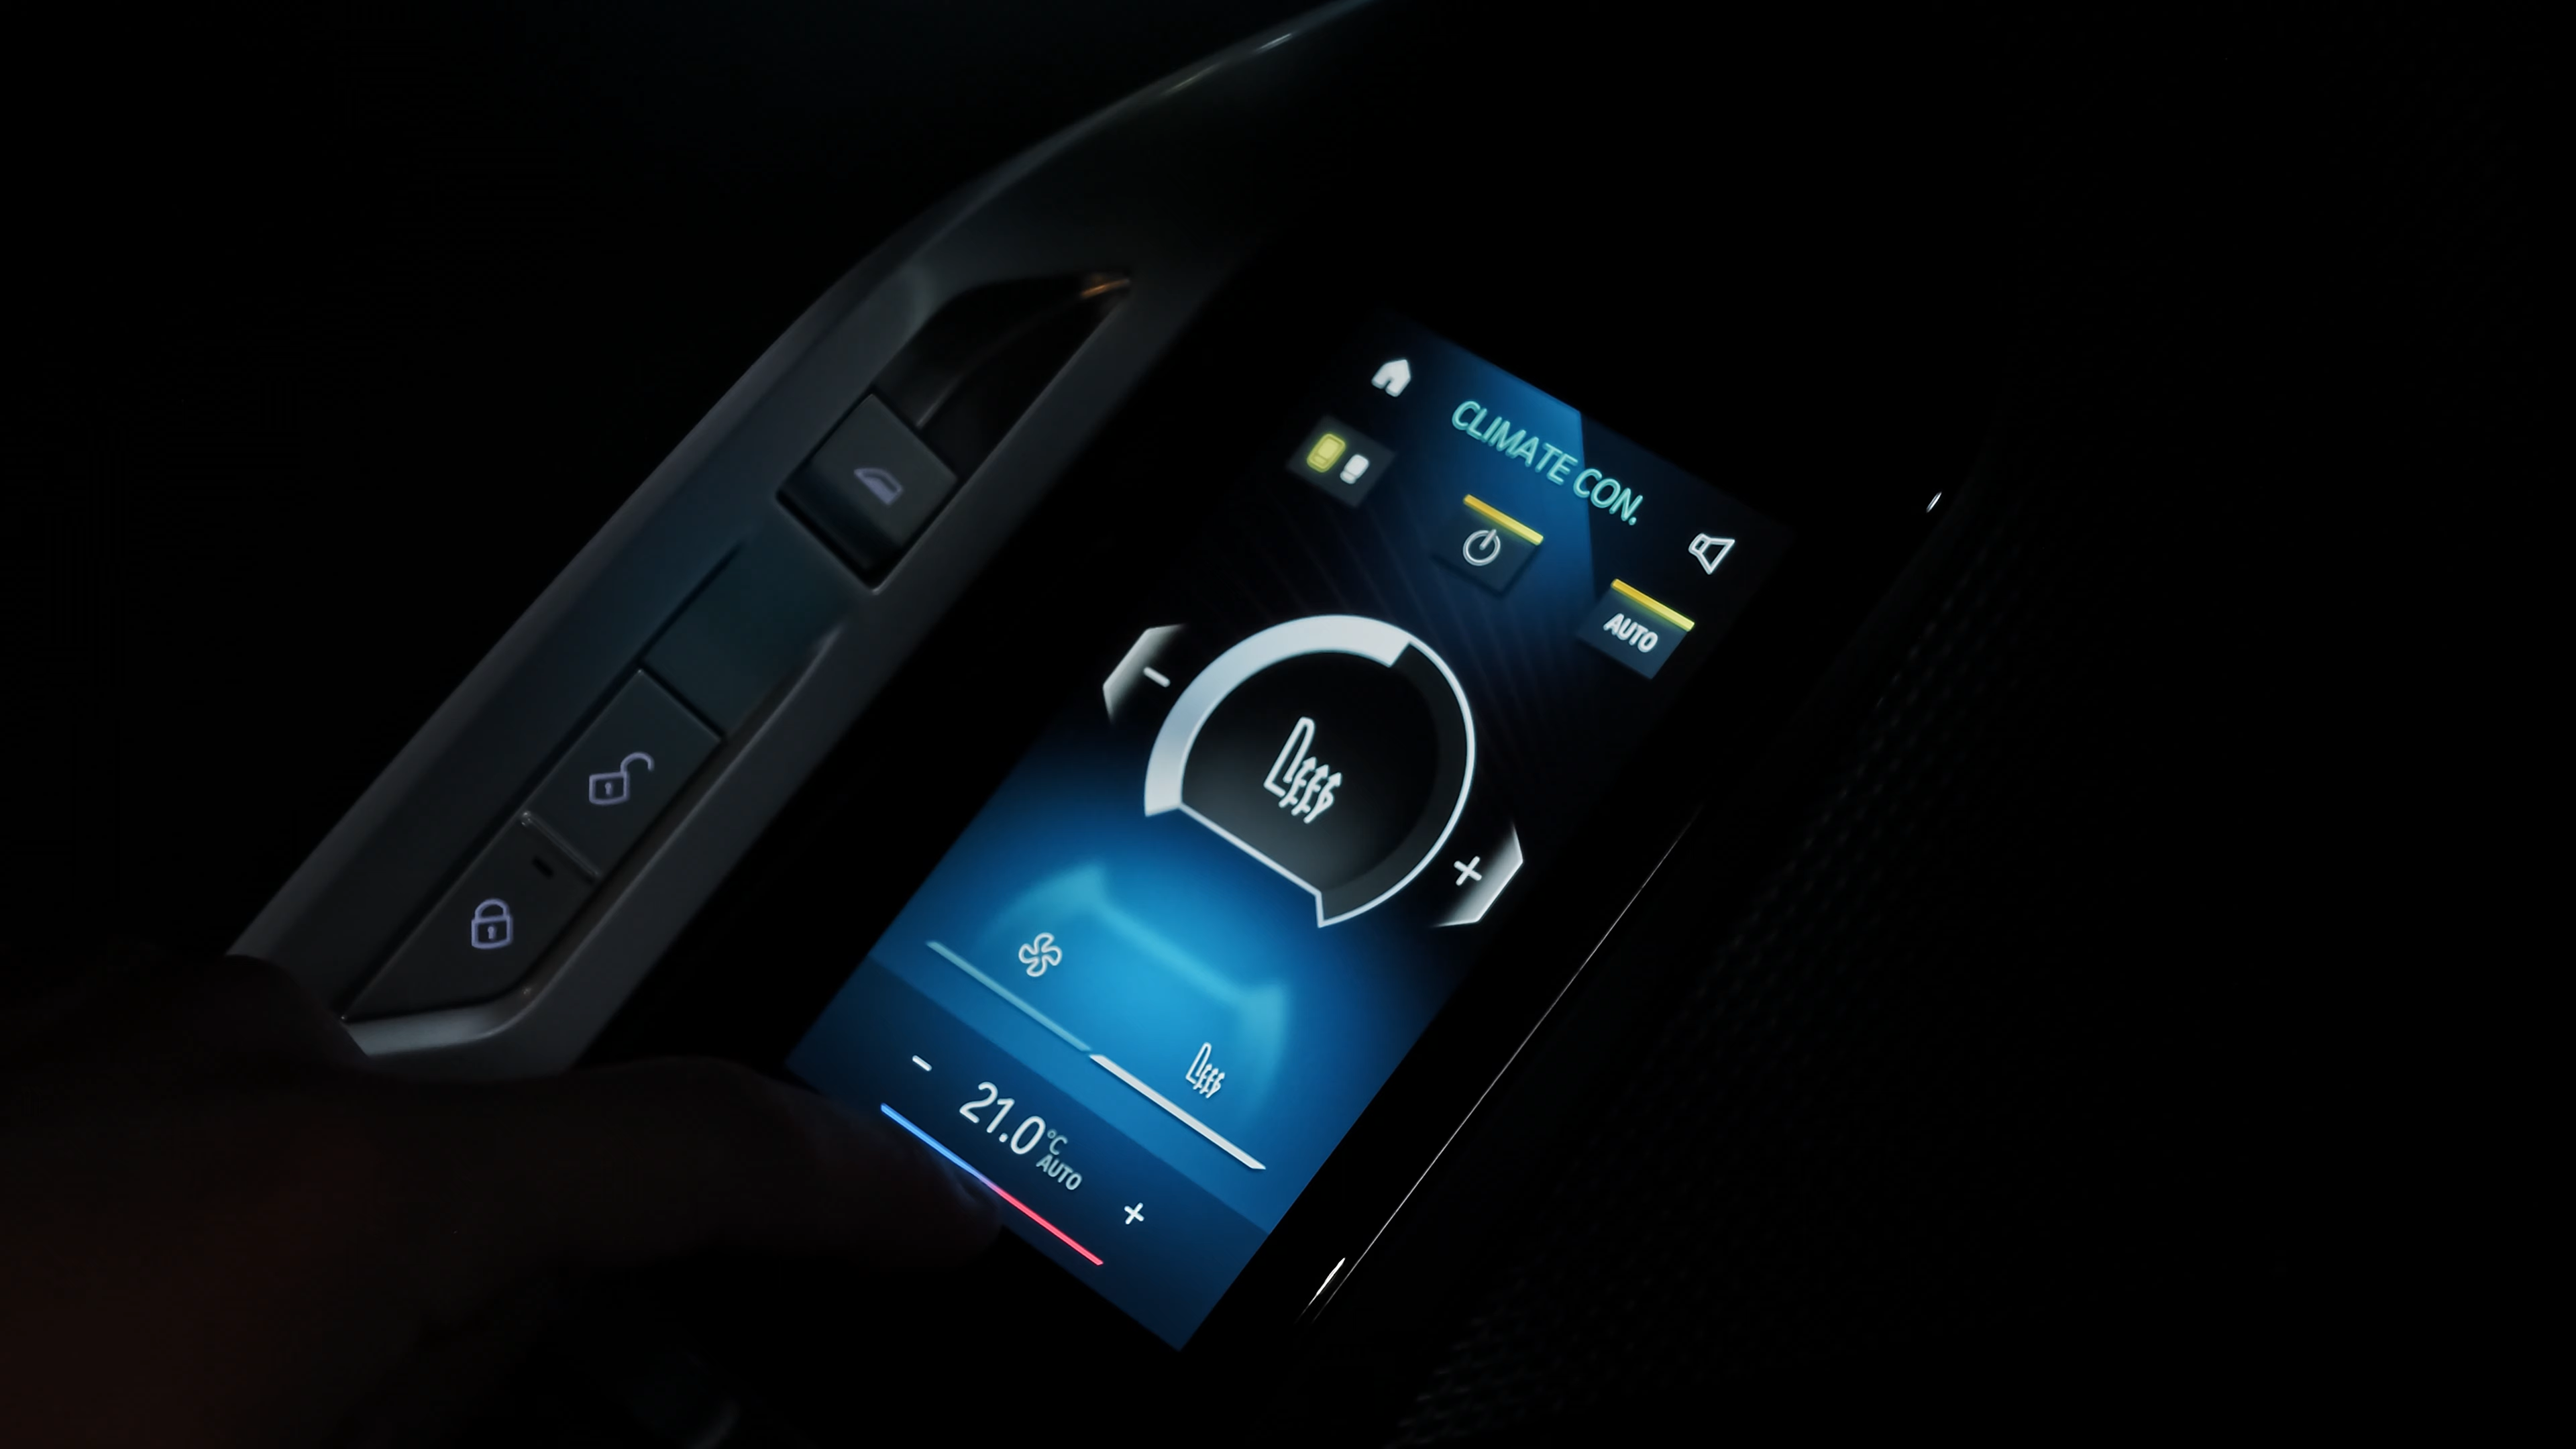 CLIMATE CON.
AUTO
- +
- 21.0 °C
AUTO
+